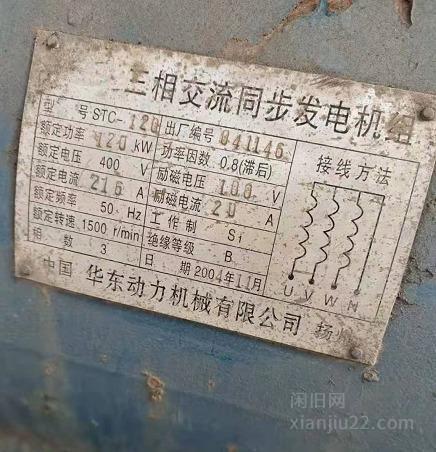 三相交流同步发电机组
型 号 STC-120 出厂编号 041146
额定功率 120 kW 功率因数 0.8(滞后)
额定电压 400 V 励磁电压 100 V
额定电流 216 A 励磁电流 20 A
额定频率 50 Hz 工作制 S1
额定转速 1500 r/min 绝缘等级 B
相 数 3 日 期 2004年11月
接线方法
U V W N
中国 华东动力机械有限公司 扬州
闲旧网
xianjiu22.com